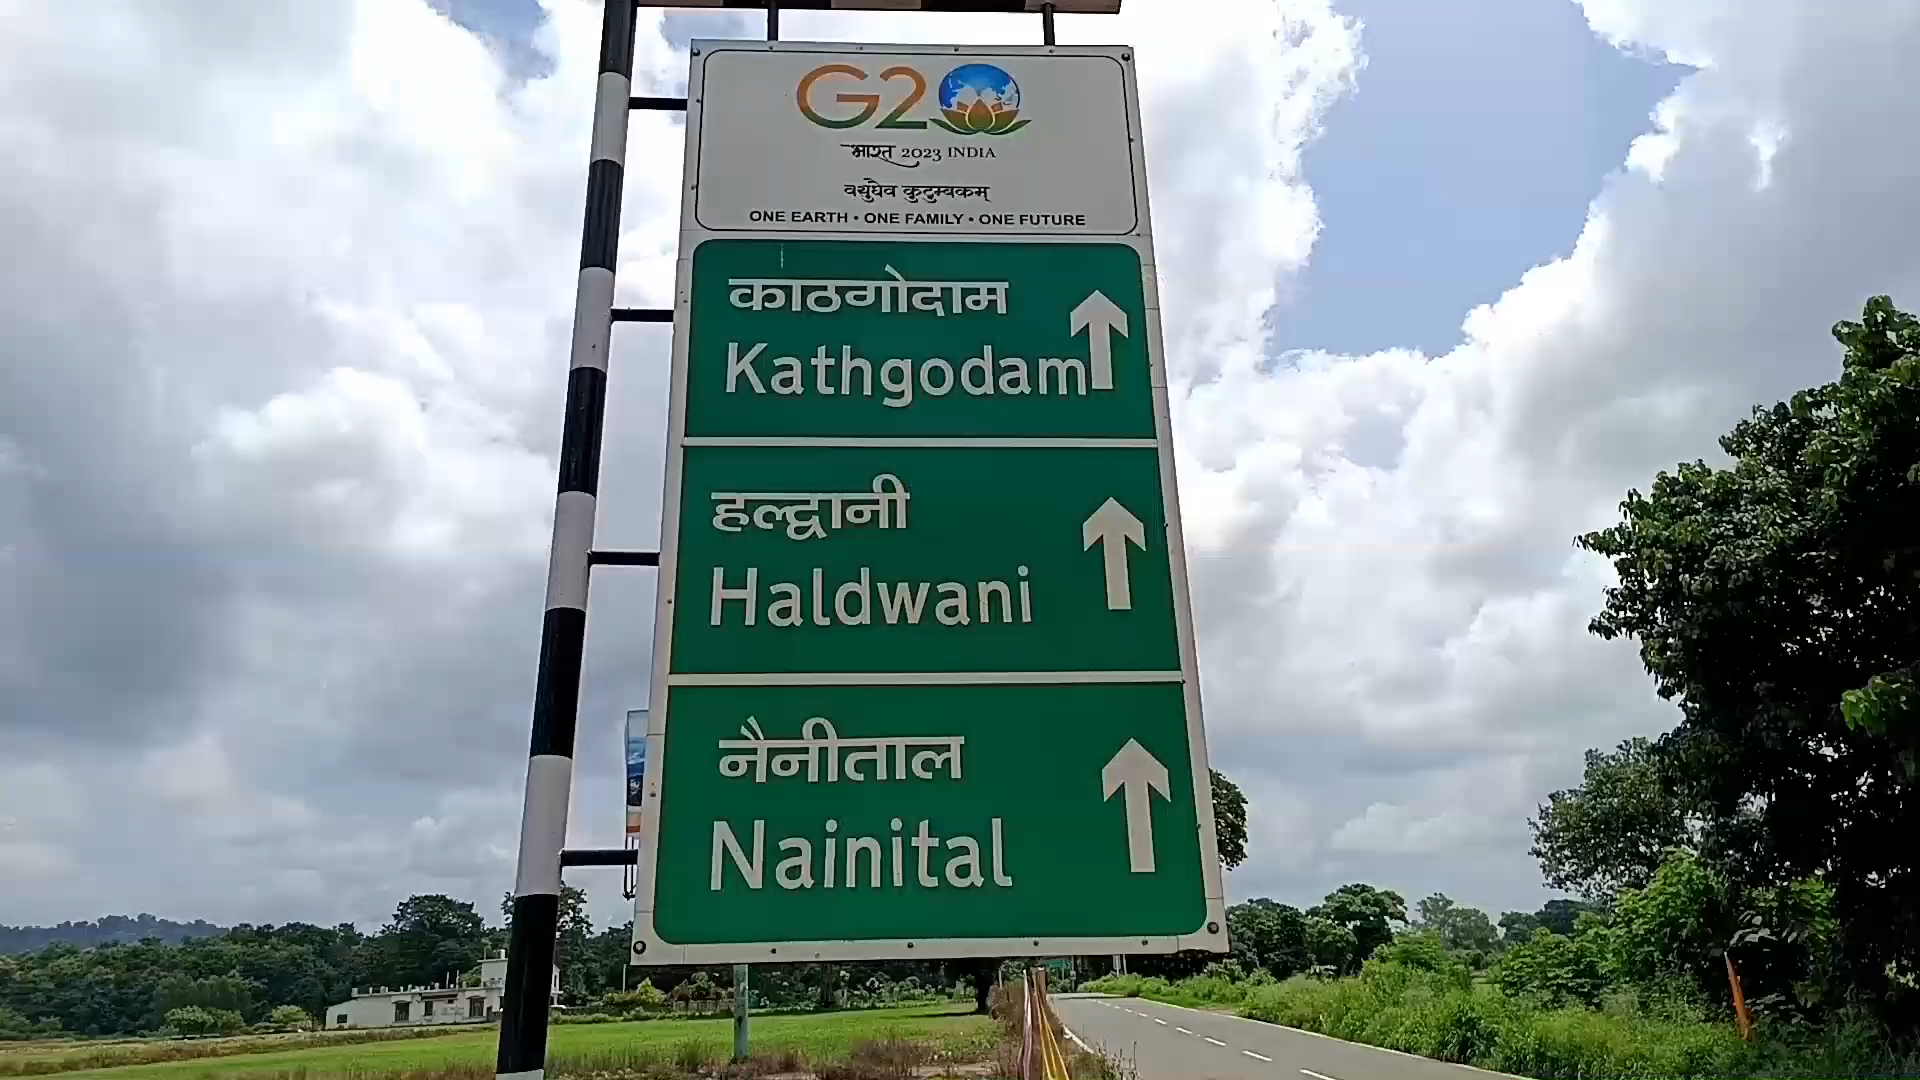 G20
भारत 2023 INDIA
वसुधैव कुटुम्बकम्
ONE EARTH • ONE FAMILY • ONE FUTURE
काठगोदाम
Kathgodam
हल्द्वानी
Haldwani
नैनीताल
Nainital